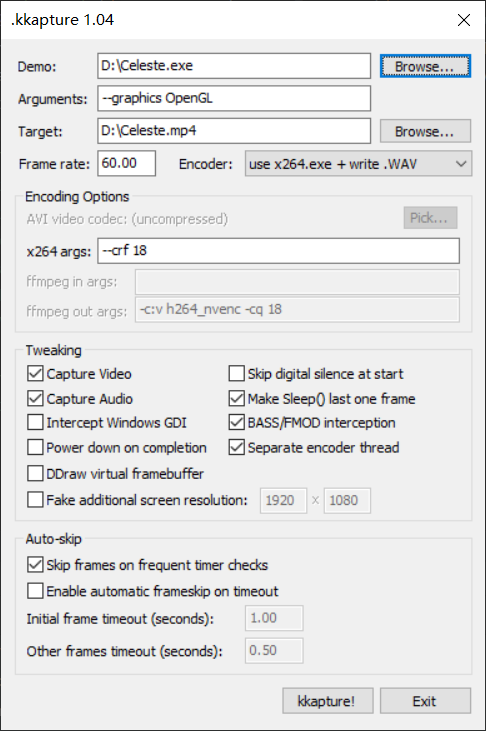 .kkapture 1.04
Demo: D:\Celeste.exe Browse...
Arguments: --graphics OpenGL
Target: D:\Celeste.mp4 Browse...
Frame rate: 60.00 Encoder: use x264.exe + write .WAV
Encoding Options
AVI video codec: (uncompressed) Pick...
x264 args: --crf 18
ffmpeg in args:
ffmpeg out args: -c:v h264_nvenc -cq 18
Tweaking
Capture Video Skip digital silence at start
Capture Audio Make Sleep() last one frame
Intercept Windows GDI BASS/FMOD interception
Power down on completion Separate encoder thread
DDraw virtual framebuffer
Fake additional screen resolution: 1920 x 1080
Auto-skip
Skip frames on frequent timer checks
Enable automatic frameskip on timeout
Initial frame timeout (seconds): 1.00
Other frames timeout (seconds): 0.50
kkapture! Exit